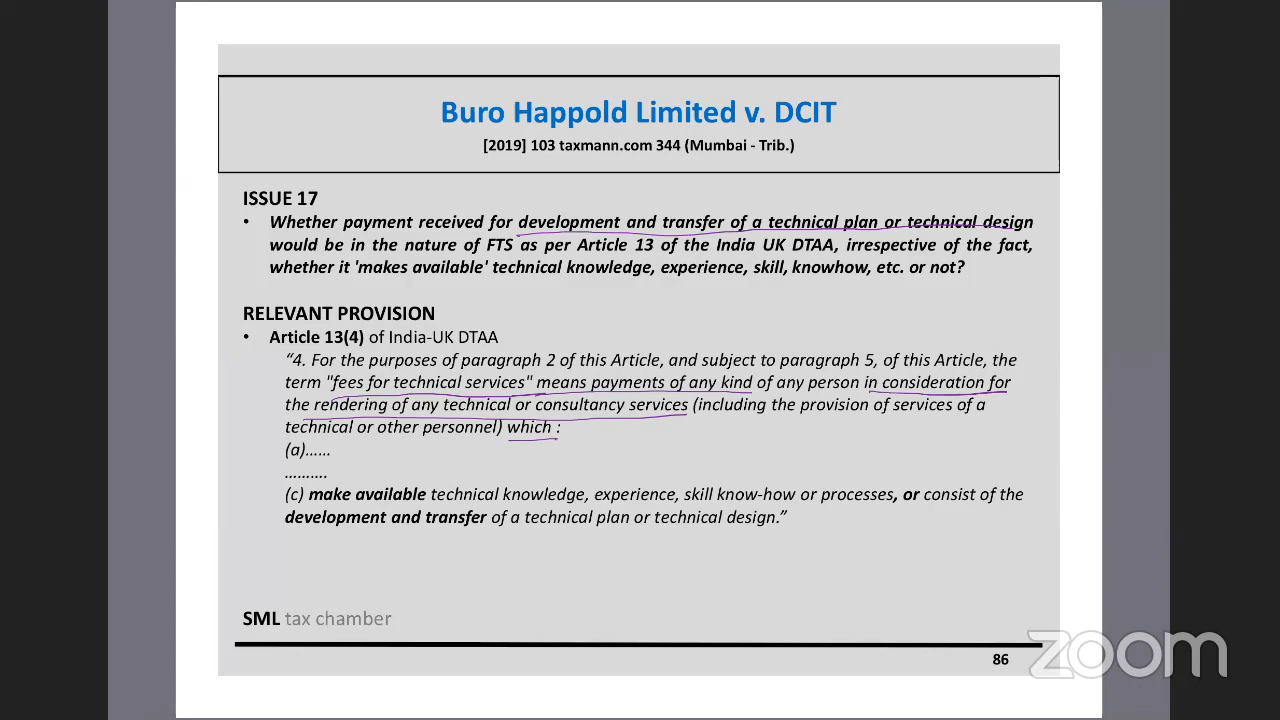 Buro Happold Limited v. DCIT
[2019] 103 taxmann.com 344 (Mumbai - Trib.)
ISSUE 17
• Whether payment received for development and transfer of a technical plan or technical design
would be in the nature of FTS as per Article 13 of the India UK DTAA, irrespective of the fact,
whether it 'makes available' technical knowledge, experience, skill, knowhow, etc. or not?
RELEVANT PROVISION
• Article 13(4) of India-UK DTAA
“4. For the purposes of paragraph 2 of this Article, and subject to paragraph 5, of this Article, the
term "fees for technical services" means payments of any kind of any person in consideration for
the rendering of any technical or consultancy services (including the provision of services of a
technical or other personnel) which :
(a)……
……….
(c) make available technical knowledge, experience, skill know-how or processes, or consist of the
development and transfer of a technical plan or technical design.”
SML tax chamber
86
zoom